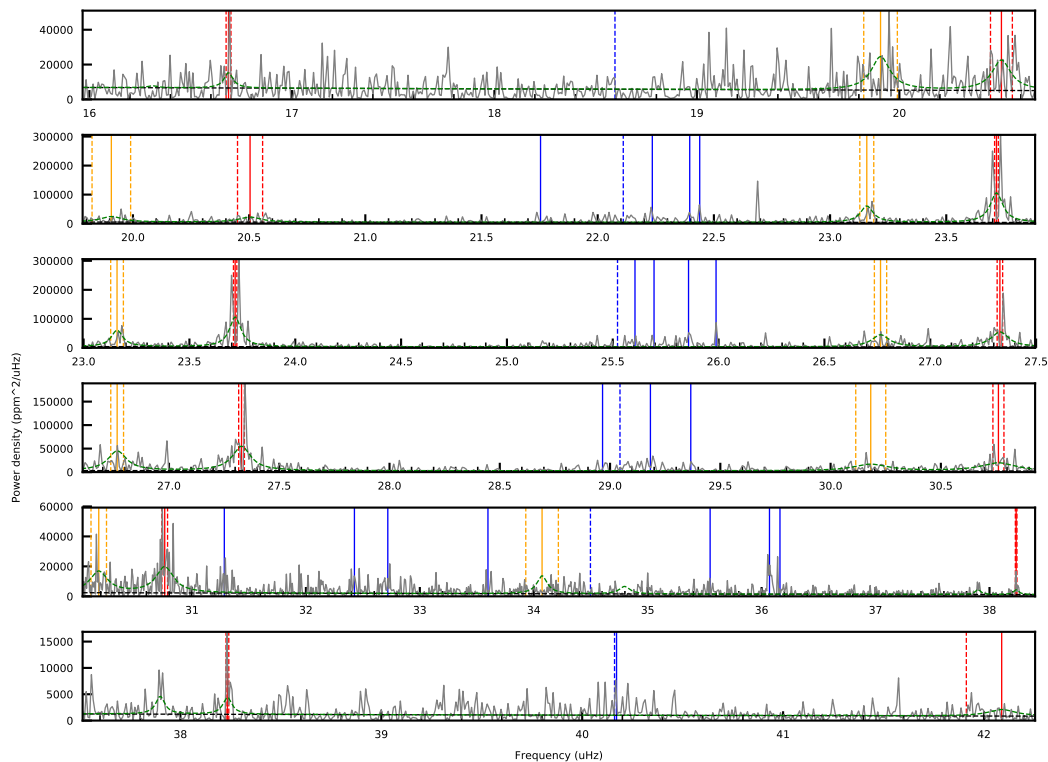 40000
20000
0
16 17 18 19 20
300000
200000
100000
0
20.0 20.5 21.0 21.5 22.0 22.5 23.0 23.5
300000
200000
100000
0
23.0 23.5 24.0 24.5 25.0 25.5 26.0 26.5 27.0 27.5
150000
100000
50000
0
27.0 27.5 28.0 28.5 29.0 29.5 30.0 30.5
60000
40000
20000
0
31 32 33 34 35 36 37 38
15000
10000
5000
0
38 39 40 41 42
Power density (ppm^2/uHz)
Frequency (uHz)